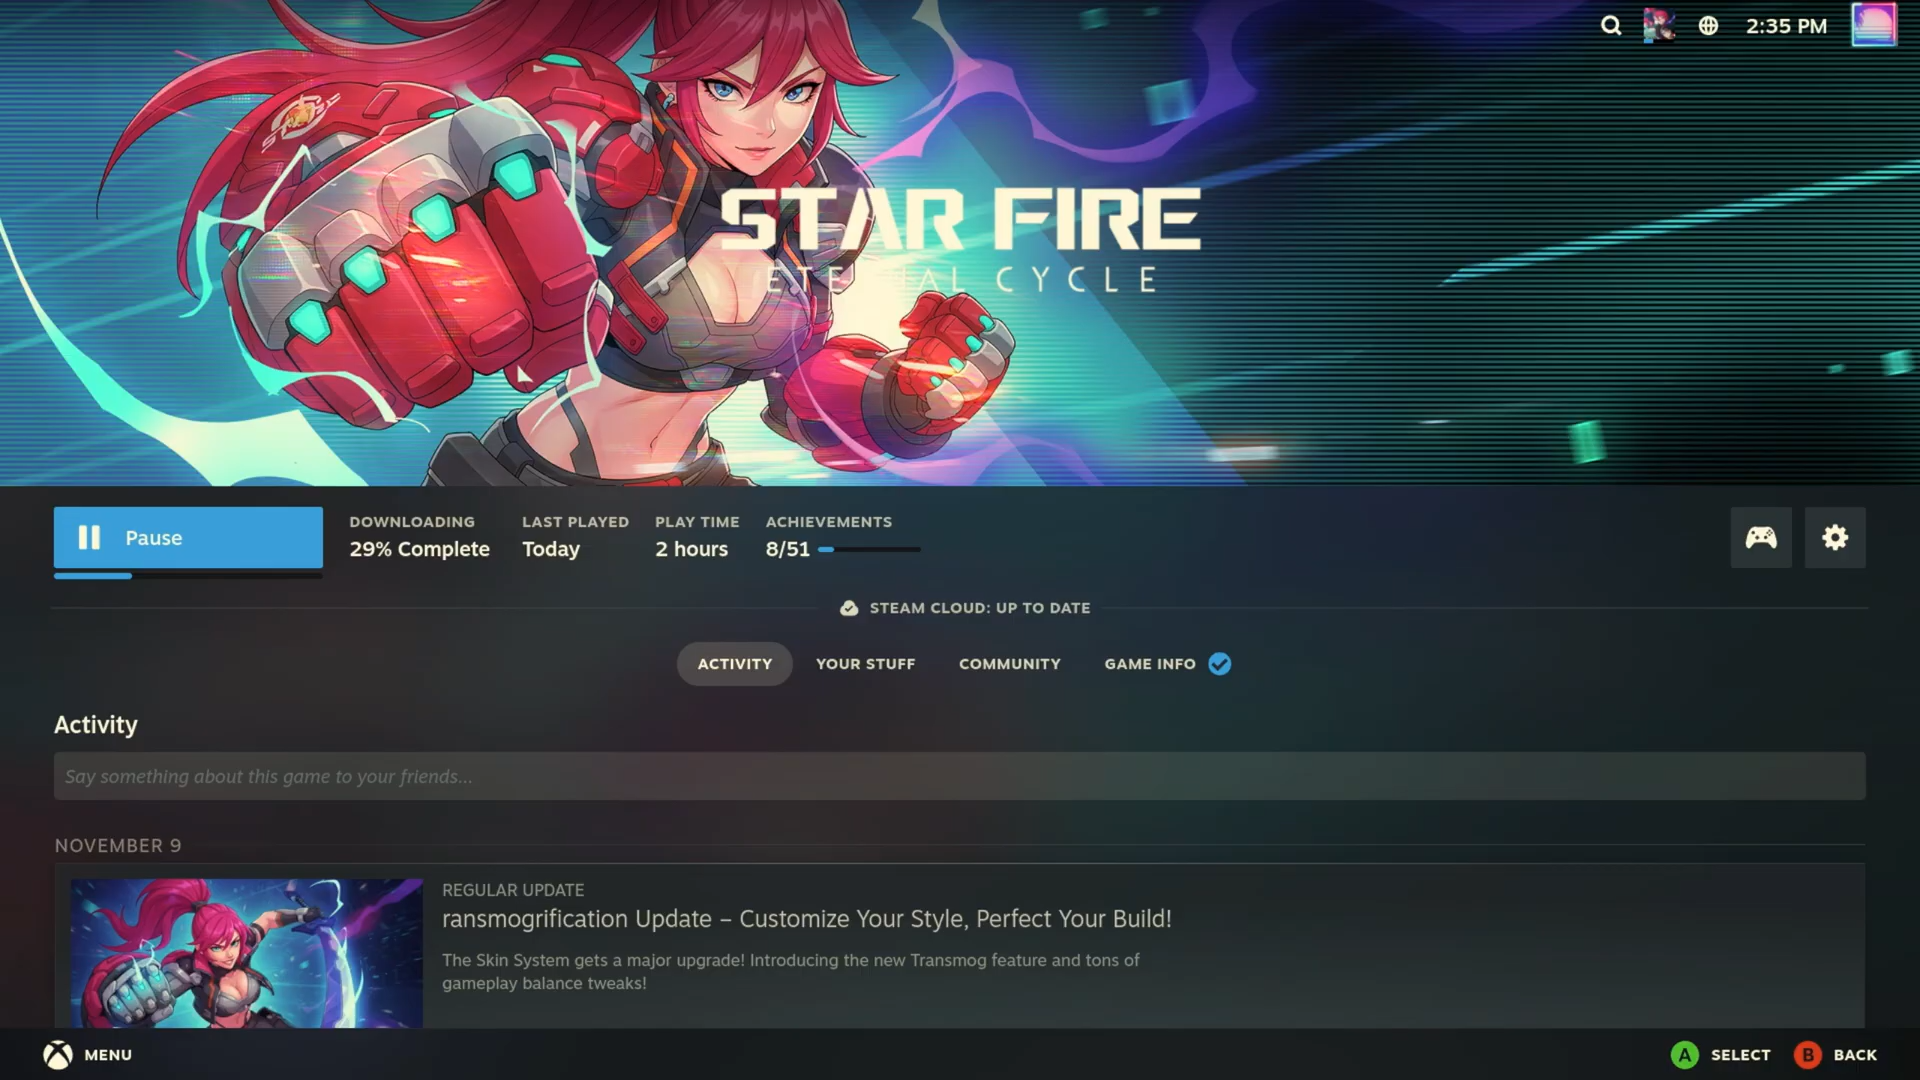 2:35 PM
STAR FIRE
ETERNAL CYCLE
Pause
DOWNLOADING
29% Complete
LAST PLAYED
Today
PLAY TIME
2 hours
ACHIEVEMENTS
8/51
STEAM CLOUD: UP TO DATE
ACTIVITY
YOUR STUFF
COMMUNITY
GAME INFO
Activity
Say something about this game to your friends...
NOVEMBER 9
REGULAR UPDATE
ransmogrification Update – Customize Your Style, Perfect Your Build!
The Skin System gets a major upgrade! Introducing the new Transmog feature and tons of
gameplay balance tweaks!
MENU
A SELECT
B BACK